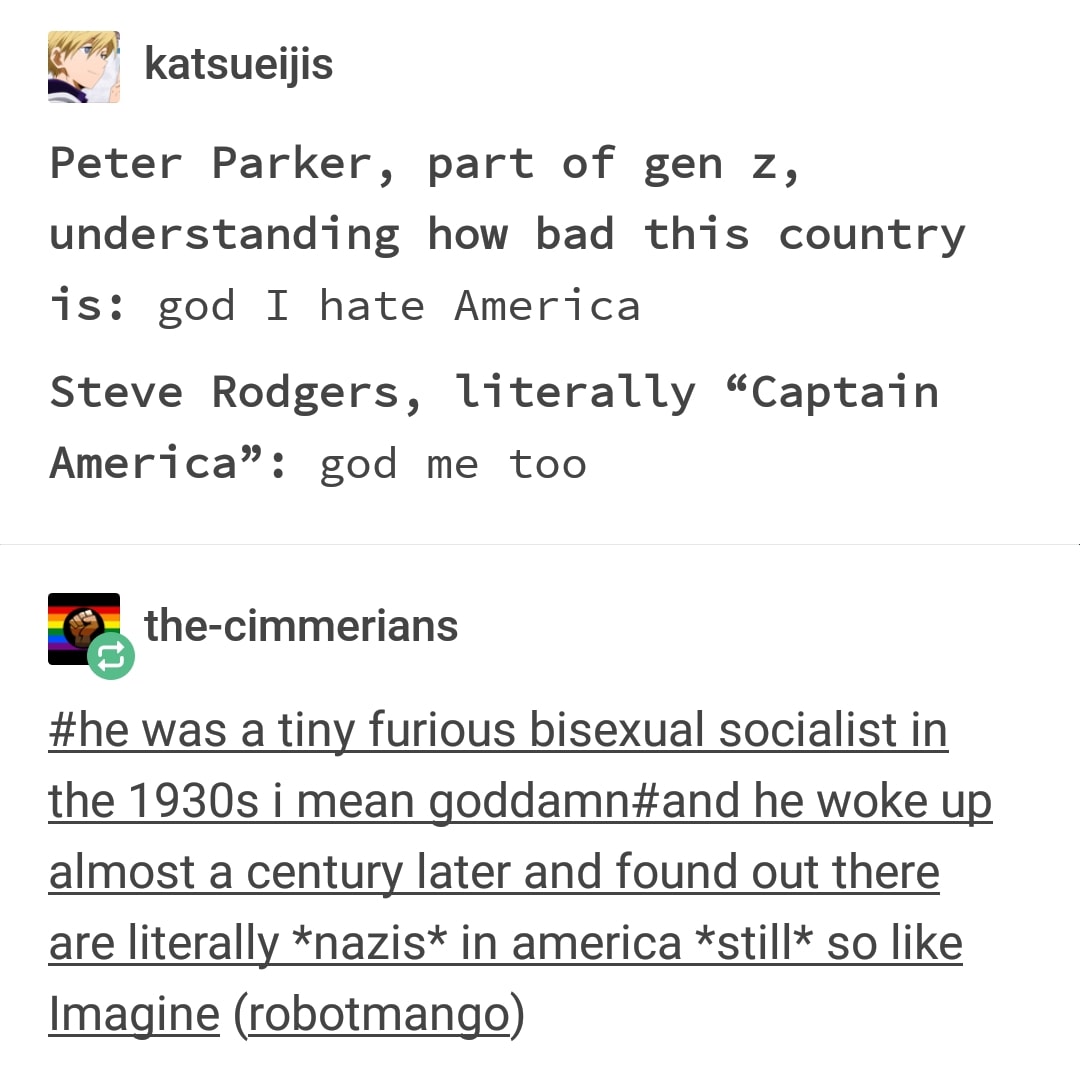 katsueijis
Peter Parker, part of gen z,
understanding how bad this country
is: god I hate America
Steve Rodgers, literally “Captain
America”: god me too
the-cimmerians
#he was a tiny furious bisexual socialist in
the 1930s i mean goddamn#and he woke up
almost a century later and found out there
are literally *nazis* in america *still* so like
Imagine (robotmango)